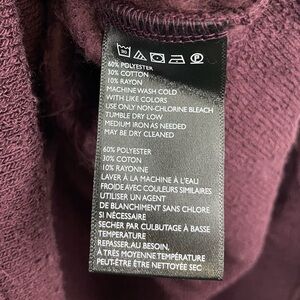 60% POLYESTER
30% COTTON
10% RAYON
MACHINE WASH COLD
WITH LIKE COLORS
USE ONLY NON-CHLORINE BLEACH
TUMBLE DRY LOW
MEDIUM IRON AS NEEDED
MAY BE DRY CLEANED
60% POLYESTER
30% COTON
10% RAYONNE
LAVER À LA MACHINE À L'EAU
FROIDE AVEC COULEURS SIMILAIRES
UTILISER UN AGENT
DE BLANCHIMENT SANS CHLORE
SI NÉCESSAIRE
SECHER PAR CULBUTAGE À BASSE
TEMPÉRATURE
REPASSER,AU BESOIN,
À TRÈS MOYENNE TEMPÉRATURE
PEUT-ÊTRE NETTOYÉE SEC